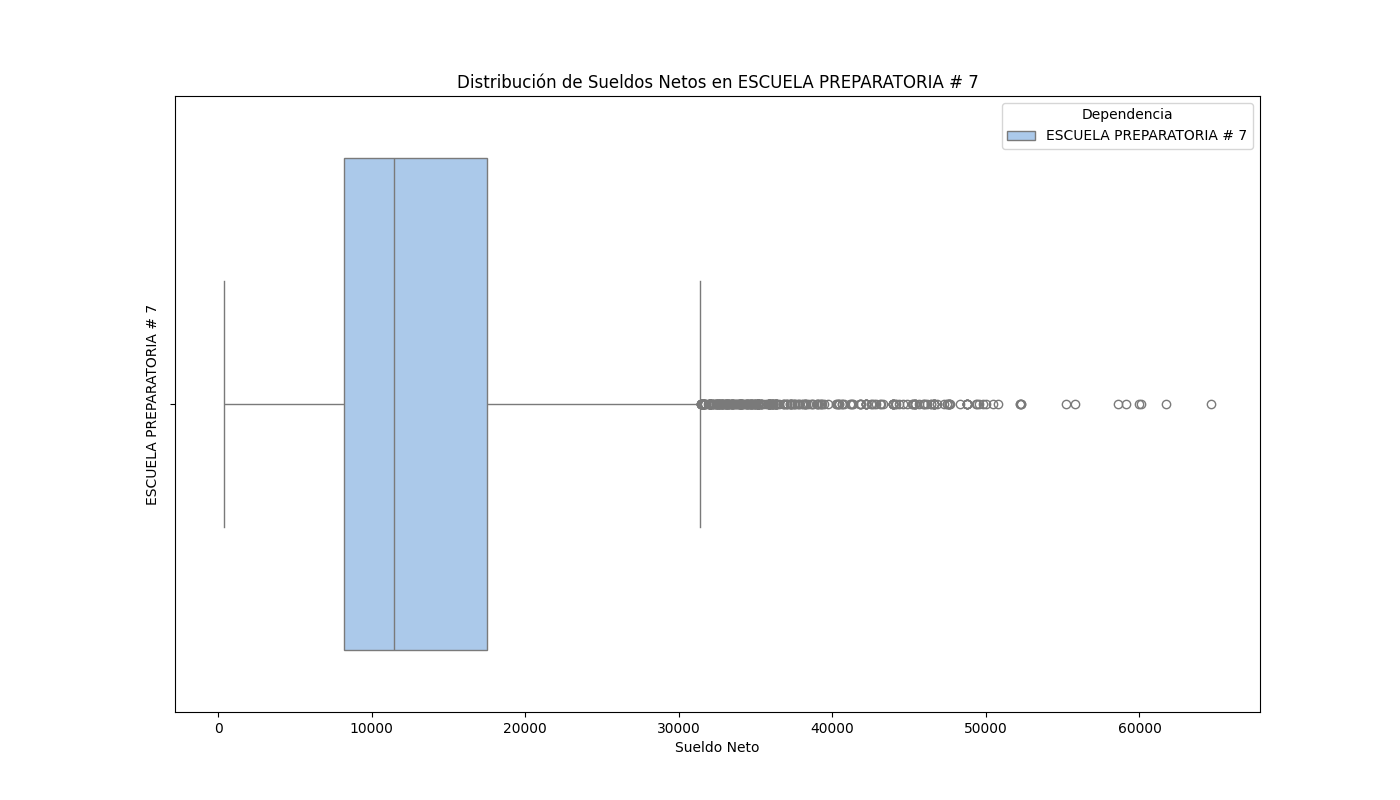 Distribución de Sueldos Netos en ESCUELA PREPARATORIA # 7
Dependencia
ESCUELA PREPARATORIA # 7
ESCUELA PREPARATORIA # 7
0
10000
20000
30000
40000
50000
60000
Sueldo Neto